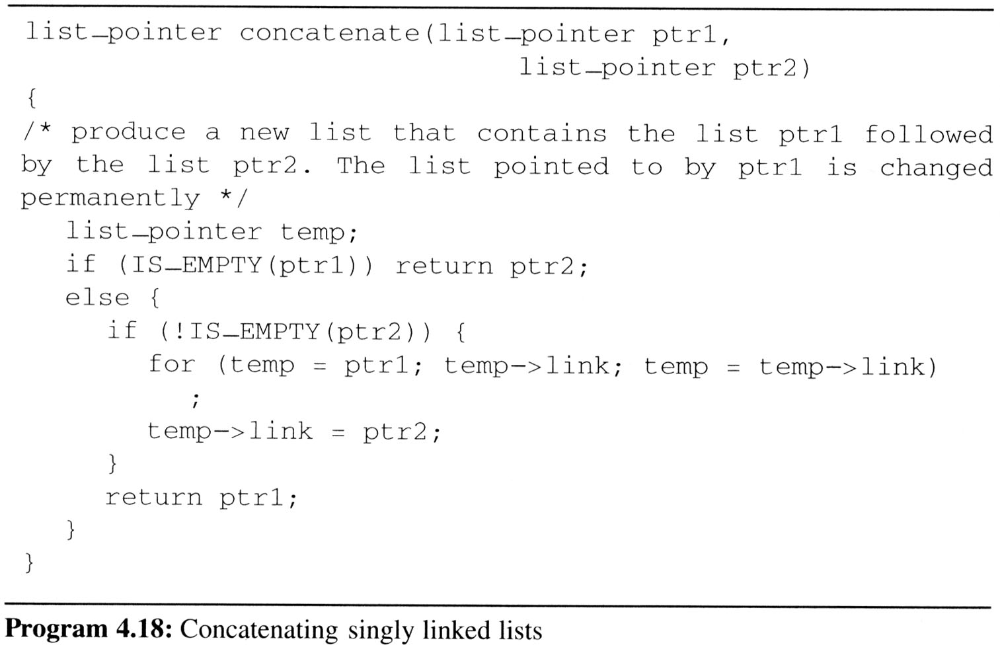 list_pointer concatenate(list_pointer ptr1,
                         list_pointer ptr2)
{
/* produce a new list that contains the list ptr1 followed
by the list ptr2. The list pointed to by ptr1 is changed
permanently */
   list_pointer temp;
   if (IS_EMPTY(ptr1)) return ptr2;
   else {
      if (!IS_EMPTY(ptr2)) {
         for (temp = ptr1; temp->link; temp = temp->link)
            ;
         temp->link = ptr2;
      }
      return ptr1;
   }
}
Program 4.18: Concatenating singly linked lists